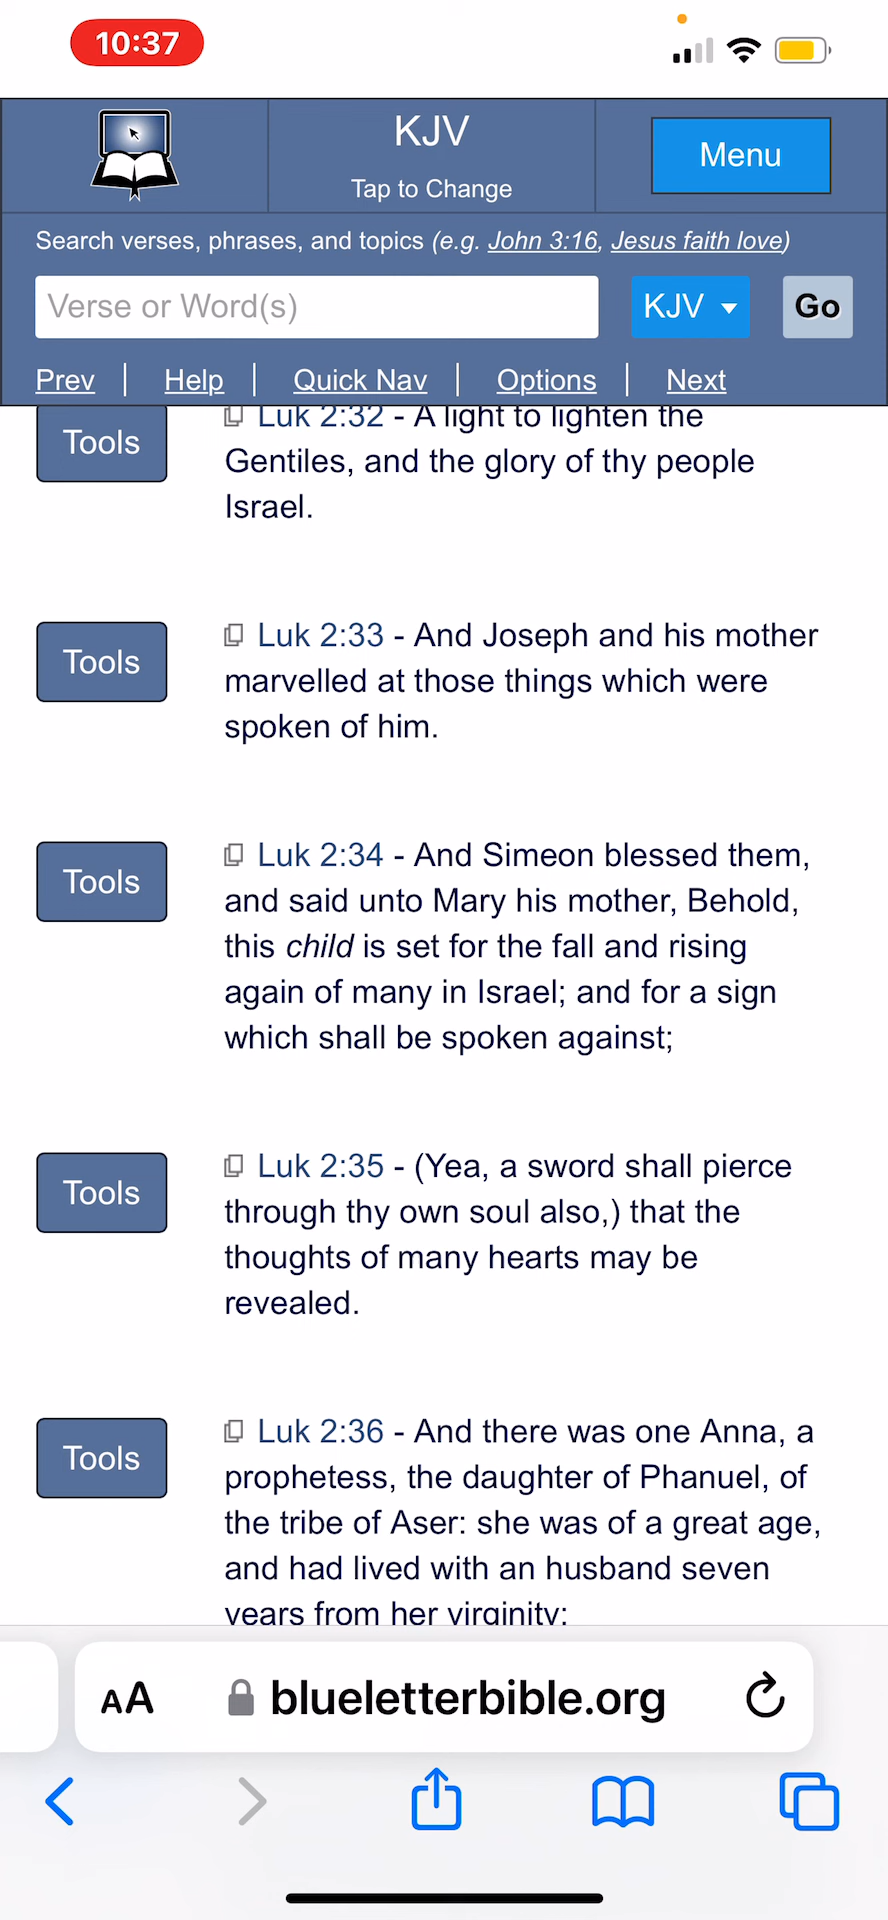 10:37
KJV
Tap to Change
Menu
Search verses, phrases, and topics (e.g. John 3:16, Jesus faith love)
Verse or Word(s)
KJV
Go
Prev | Help | Quick Nav | Options | Next
Tools
Luk 2:32 - A light to lighten the
Gentiles, and the glory of thy people
Israel.
Tools
Luk 2:33 - And Joseph and his mother
marvelled at those things which were
spoken of him.
Tools
Luk 2:34 - And Simeon blessed them,
and said unto Mary his mother, Behold,
this child is set for the fall and rising
again of many in Israel; and for a sign
which shall be spoken against;
Tools
Luk 2:35 - (Yea, a sword shall pierce
through thy own soul also,) that the
thoughts of many hearts may be
revealed.
Tools
Luk 2:36 - And there was one Anna, a
prophetess, the daughter of Phanuel, of
the tribe of Aser: she was of a great age,
and had lived with an husband seven
years from her virginity;
AA
blueletterbible.org